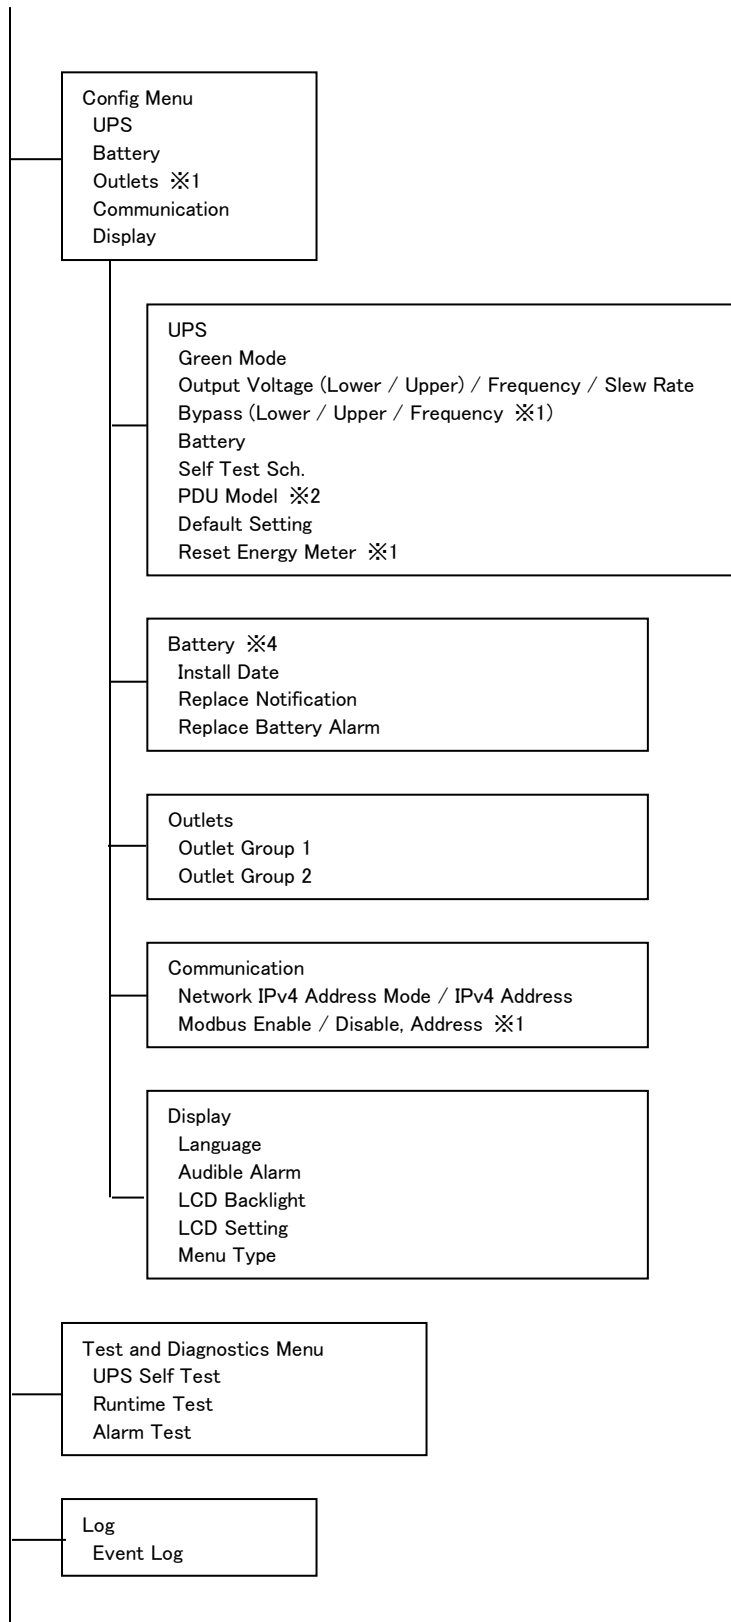 Config Menu
UPS
Battery
Outlets ※1
Communication
Display
UPS
Green Mode
Output Voltage (Lower / Upper) / Frequency / Slew Rate
Bypass (Lower / Upper / Frequency ※1)
Battery
Self Test Sch.
PDU Model ※2
Default Setting
Reset Energy Meter ※1
Battery ※4
Install Date
Replace Notification
Replace Battery Alarm
Outlets
Outlet Group 1
Outlet Group 2
Communication
Network IPv4 Address Mode / IPv4 Address
Modbus Enable / Disable, Address ※1
Display
Language
Audible Alarm
LCD Backlight
LCD Setting
Menu Type
Test and Diagnostics Menu
UPS Self Test
Runtime Test
Alarm Test
Log
Event Log